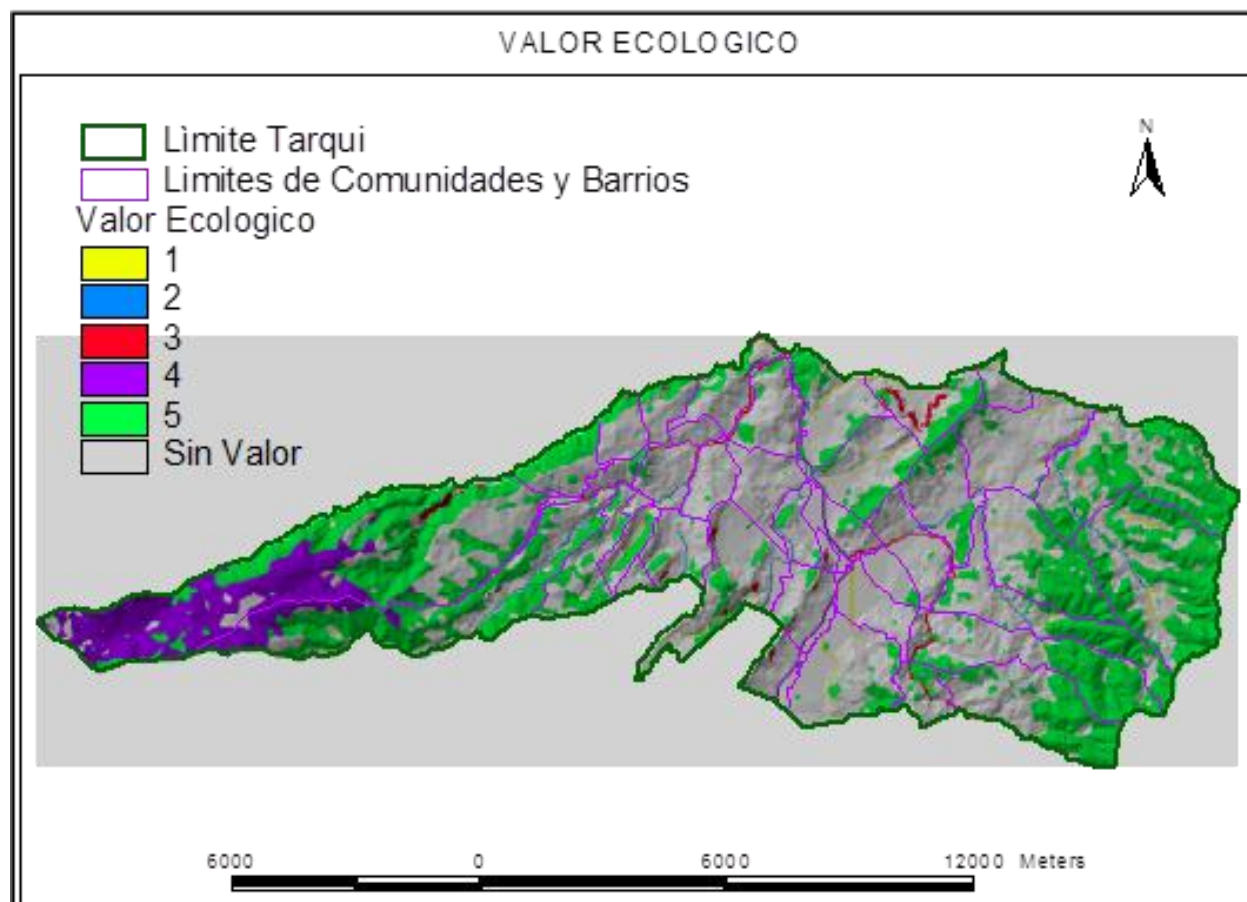 VALOR ECOLOGICO
N
Lìmite Tarqui
Limites de Comunidades y Barrios
Valor Ecologico
1
2
3
4
5
Sin Valor
6000 0 6000 12000 Meters